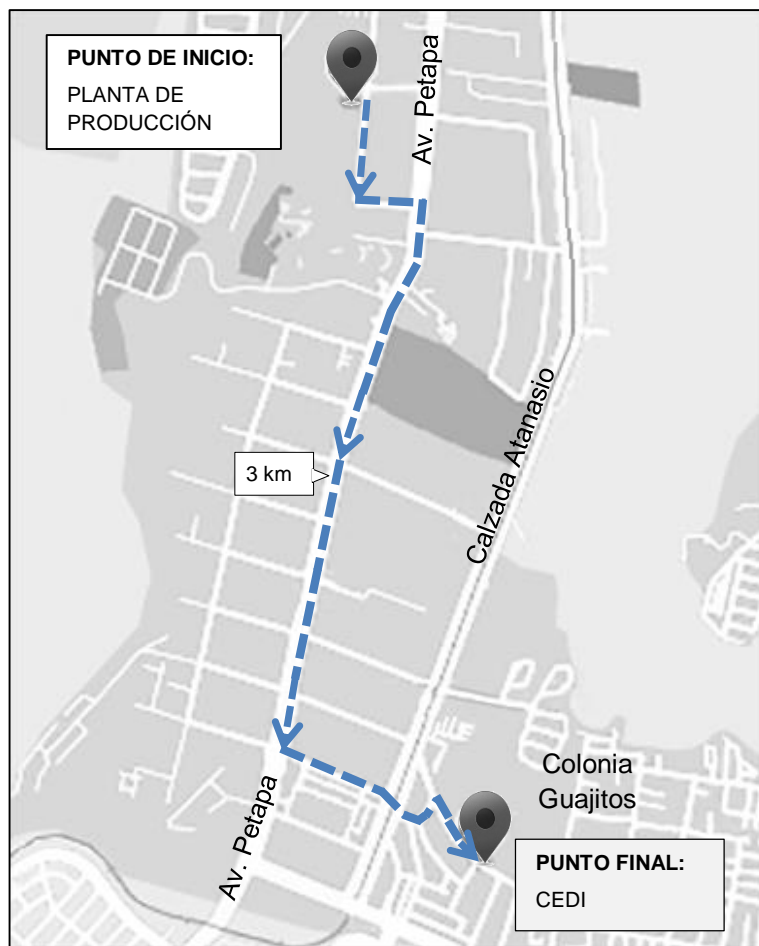 PUNTO DE INICIO:
PLANTA DE
PRODUCCIÓN
Av. Petapa
3 km
Calzada Atanasio
Colonia
Guajitos
Av. Petapa
PUNTO FINAL:
CEDI